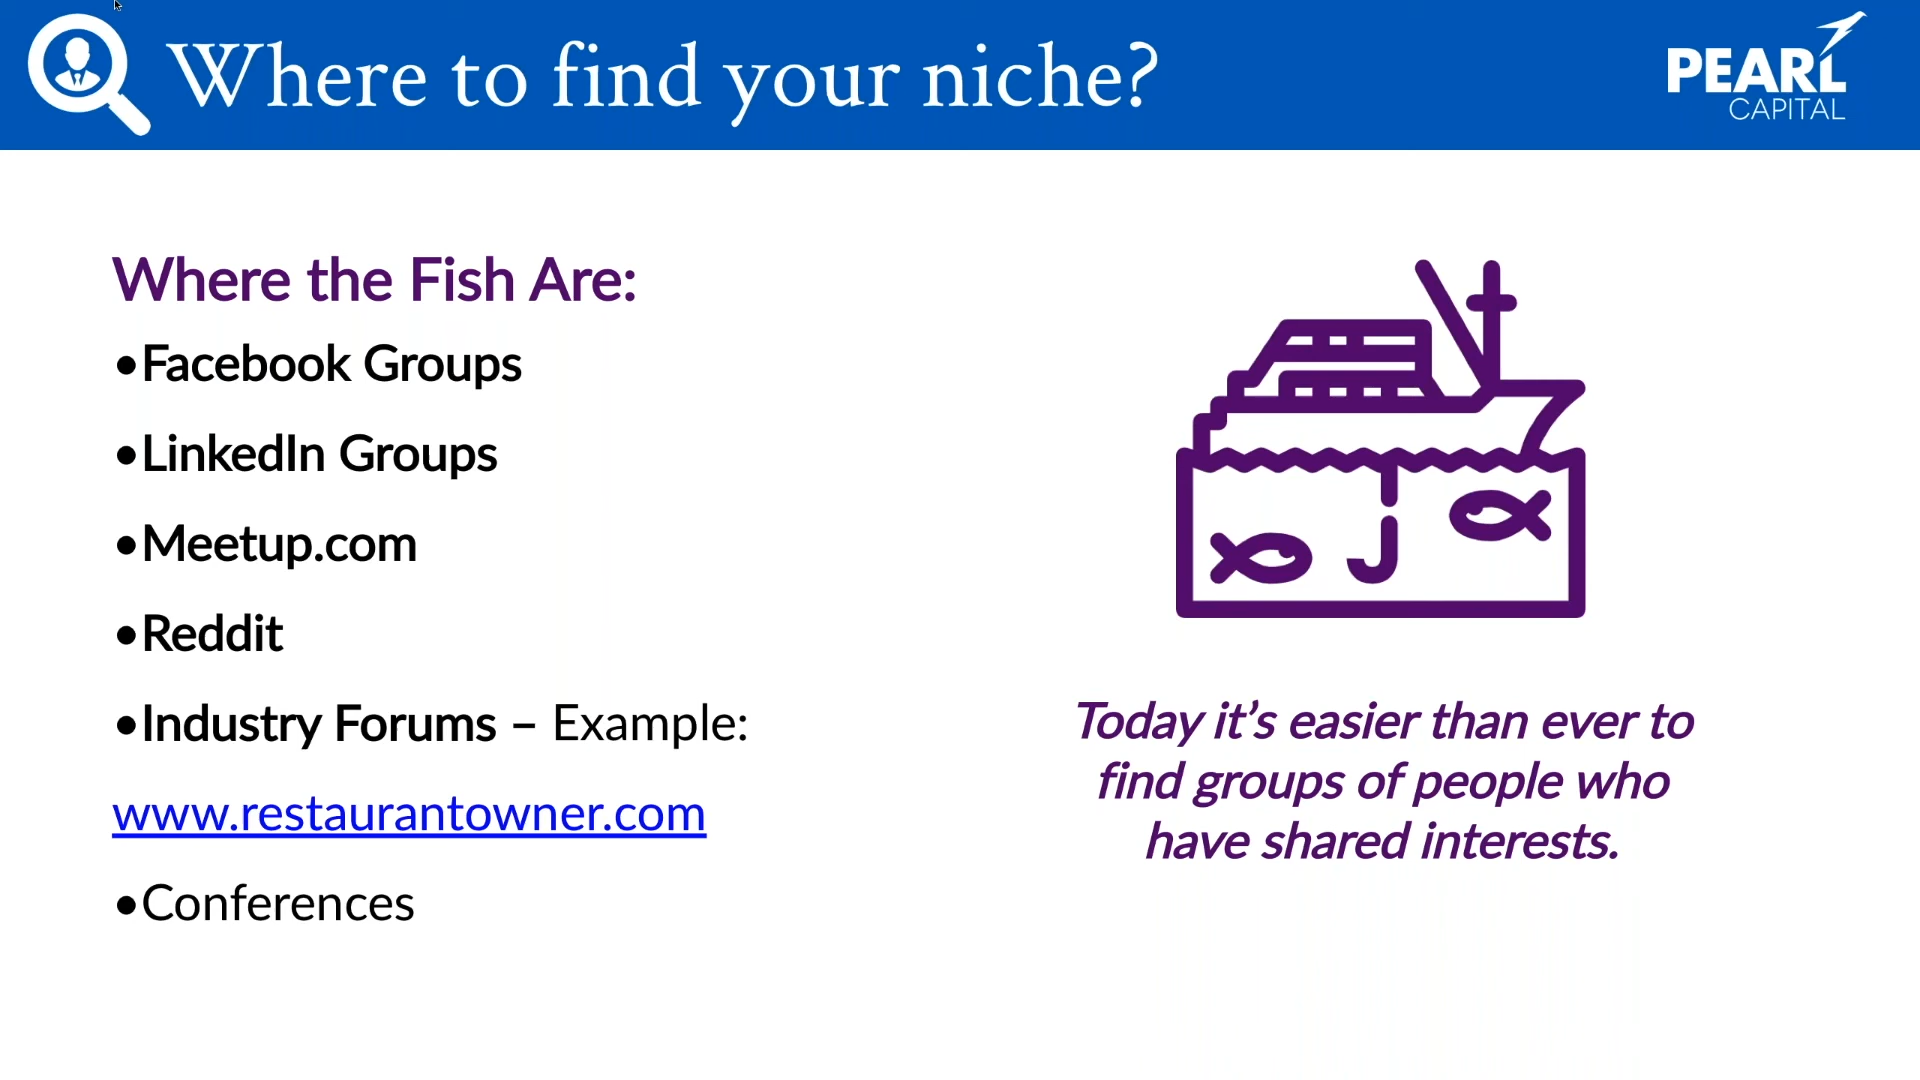 Where to find your niche?
PEARL
CAPITAL
Where the Fish Are:
•Facebook Groups
•LinkedIn Groups
•Meetup.com
•Reddit
•Industry Forums – Example:
www.restaurantowner.com
•Conferences
Today it’s easier than ever to
find groups of people who
have shared interests.